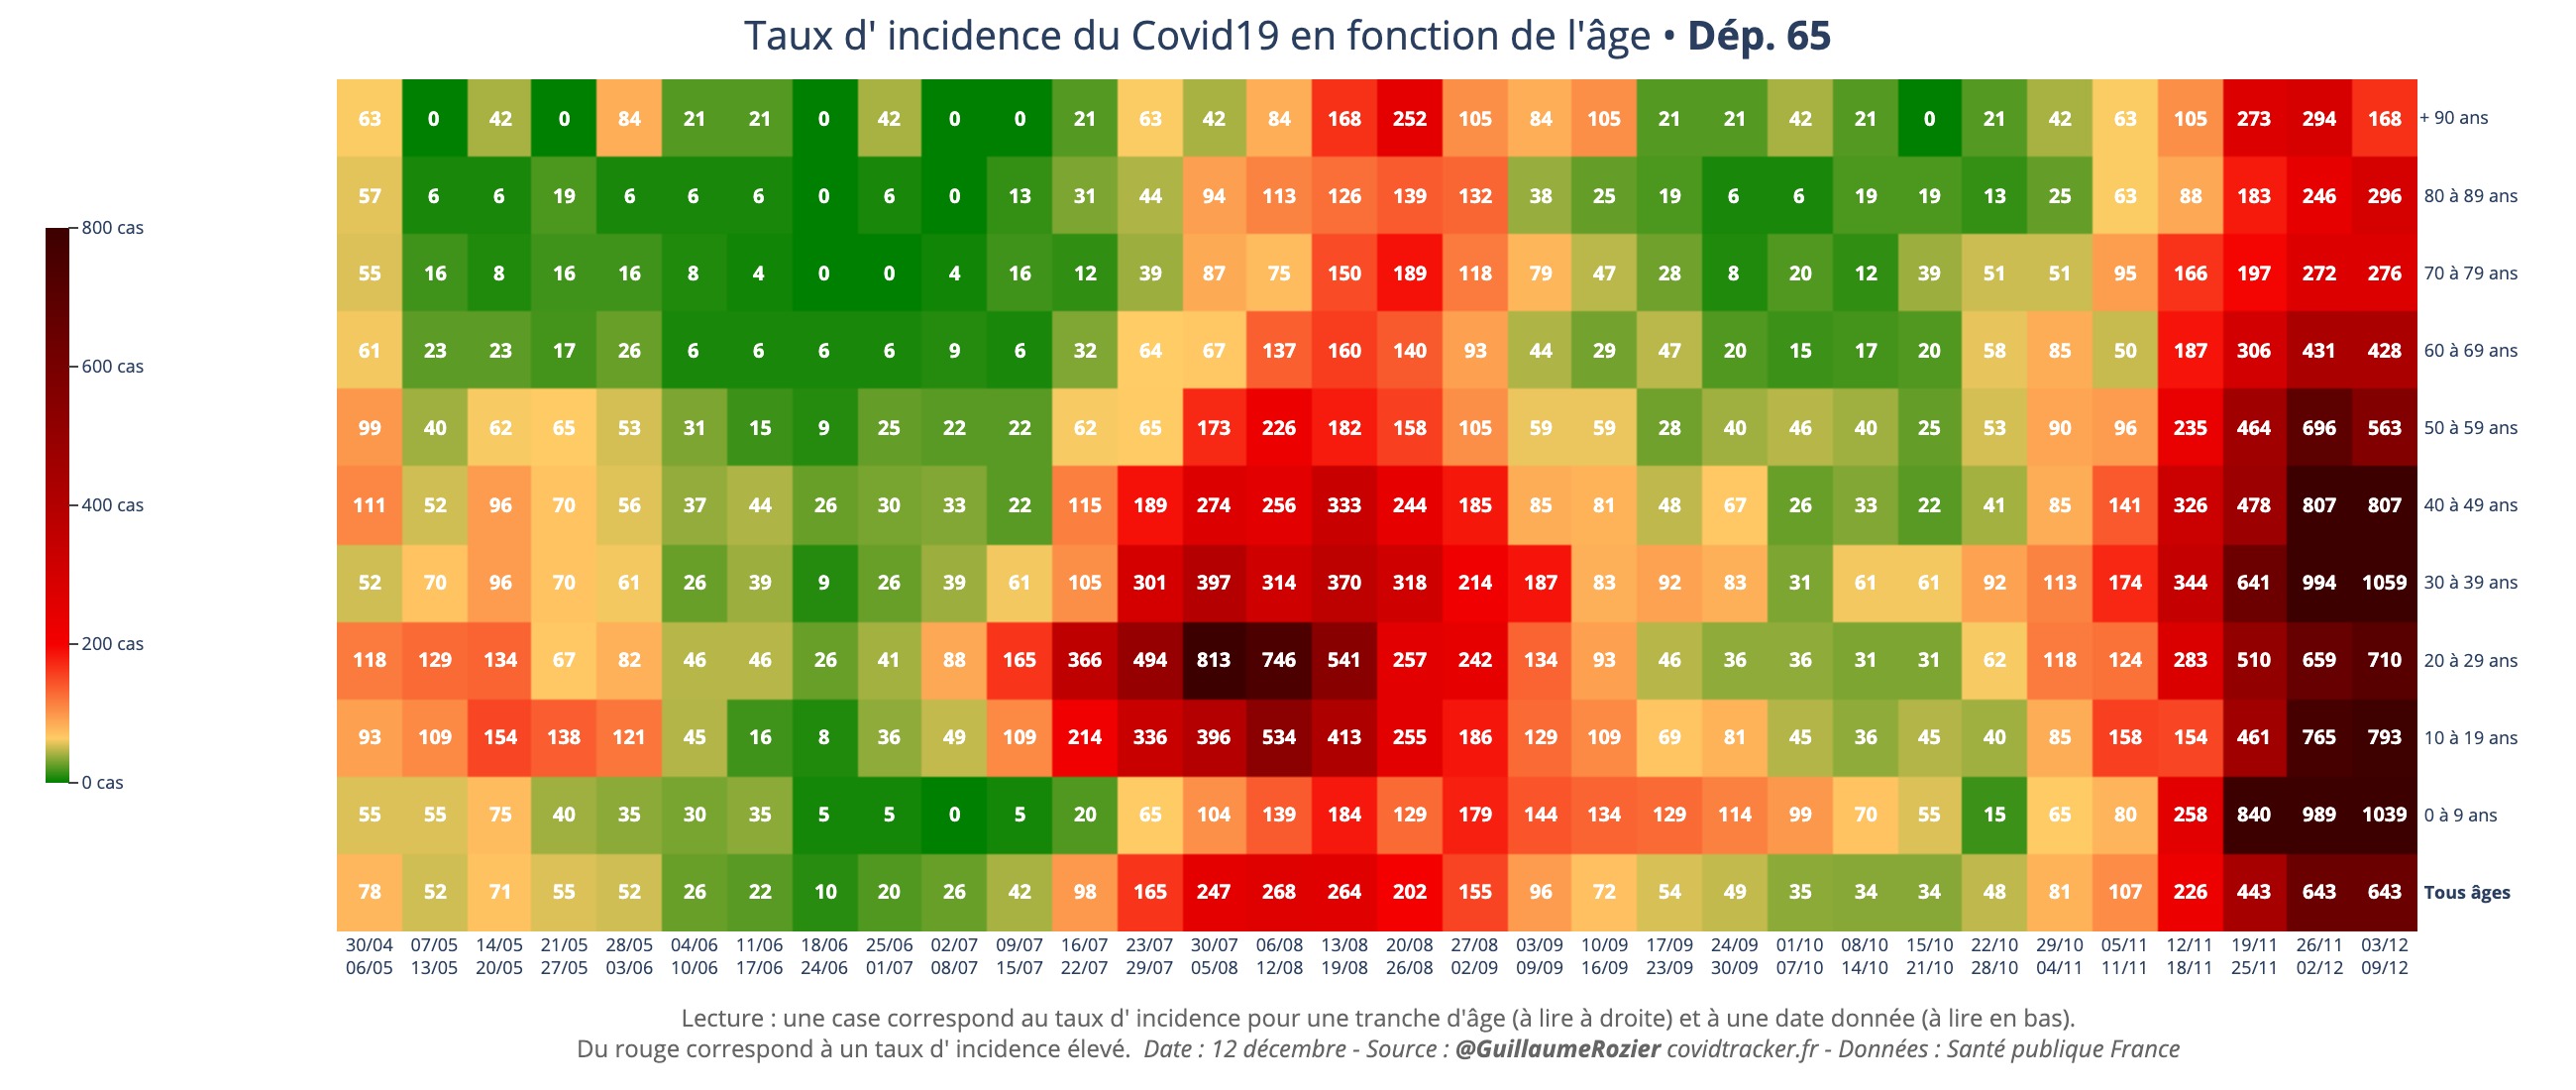 Taux d' incidence du Covid19 en fonction de l'âge • Dép. 65
800 cas
600 cas
400 cas
200 cas
0 cas
63 0 42 0 84 21 21 0 42 0 0 21 63 42 84 168 252 105 84 105 21 21 42 21 0 21 42 63 105 273 294 168 + 90 ans
57 6 6 19 6 6 6 0 6 0 13 31 44 94 113 126 139 132 38 25 19 6 6 19 19 13 25 63 88 183 246 296 80 à 89 ans
55 16 8 16 16 8 4 0 0 4 16 12 39 87 75 150 189 118 79 47 28 8 20 12 39 51 51 95 166 197 272 276 70 à 79 ans
61 23 23 17 26 6 6 6 6 9 6 32 64 67 137 160 140 93 44 29 47 20 15 17 20 58 85 50 187 306 431 428 60 à 69 ans
99 40 62 65 53 31 15 9 25 22 22 62 65 173 226 182 158 105 59 59 28 40 46 40 25 53 90 96 235 464 696 563 50 à 59 ans
111 52 96 70 56 37 44 26 30 33 22 115 189 274 256 333 244 185 85 81 48 67 26 33 22 41 85 141 326 478 807 807 40 à 49 ans
52 70 96 70 61 26 39 9 26 39 61 105 301 397 314 370 318 214 187 83 92 83 31 61 61 92 113 174 344 641 994 1059 30 à 39 ans
118 129 134 67 82 46 46 26 41 88 165 366 494 813 746 541 257 242 134 93 46 36 36 31 31 62 118 124 283 510 659 710 20 à 29 ans
93 109 154 138 121 45 16 8 36 49 109 214 336 396 534 413 255 186 129 109 69 81 45 36 45 40 85 158 154 461 765 793 10 à 19 ans
55 55 75 40 35 30 35 5 5 0 5 20 65 104 139 184 129 179 144 134 129 114 99 70 55 15 65 80 258 840 989 1039 0 à 9 ans
78 52 71 55 52 26 22 10 20 26 42 98 165 247 268 264 202 155 96 72 54 49 35 34 34 48 81 107 226 443 643 643 Tous âges
30/04 07/05 14/05 21/05 28/05 04/06 11/06 18/06 25/06 02/07 09/07 16/07 23/07 30/07 06/08 13/08 20/08 27/08 03/09 10/09 17/09 24/09 01/10 08/10 15/10 22/10 29/10 05/11 12/11 19/11 26/11 03/12
06/05 13/05 20/05 27/05 03/06 10/06 17/06 24/06 01/07 08/07 15/07 22/07 29/07 05/08 12/08 19/08 26/08 02/09 09/09 16/09 23/09 30/09 07/10 14/10 21/10 28/10 04/11 11/11 18/11 25/11 02/12 09/12
Lecture : une case correspond au taux d' incidence pour une tranche d'âge (à lire à droite) et à une date donnée (à lire en bas).
Du rouge correspond à un taux d' incidence élevé. Date : 12 décembre - Source : @GuillaumeRozier covidtracker.fr - Données : Santé publique France